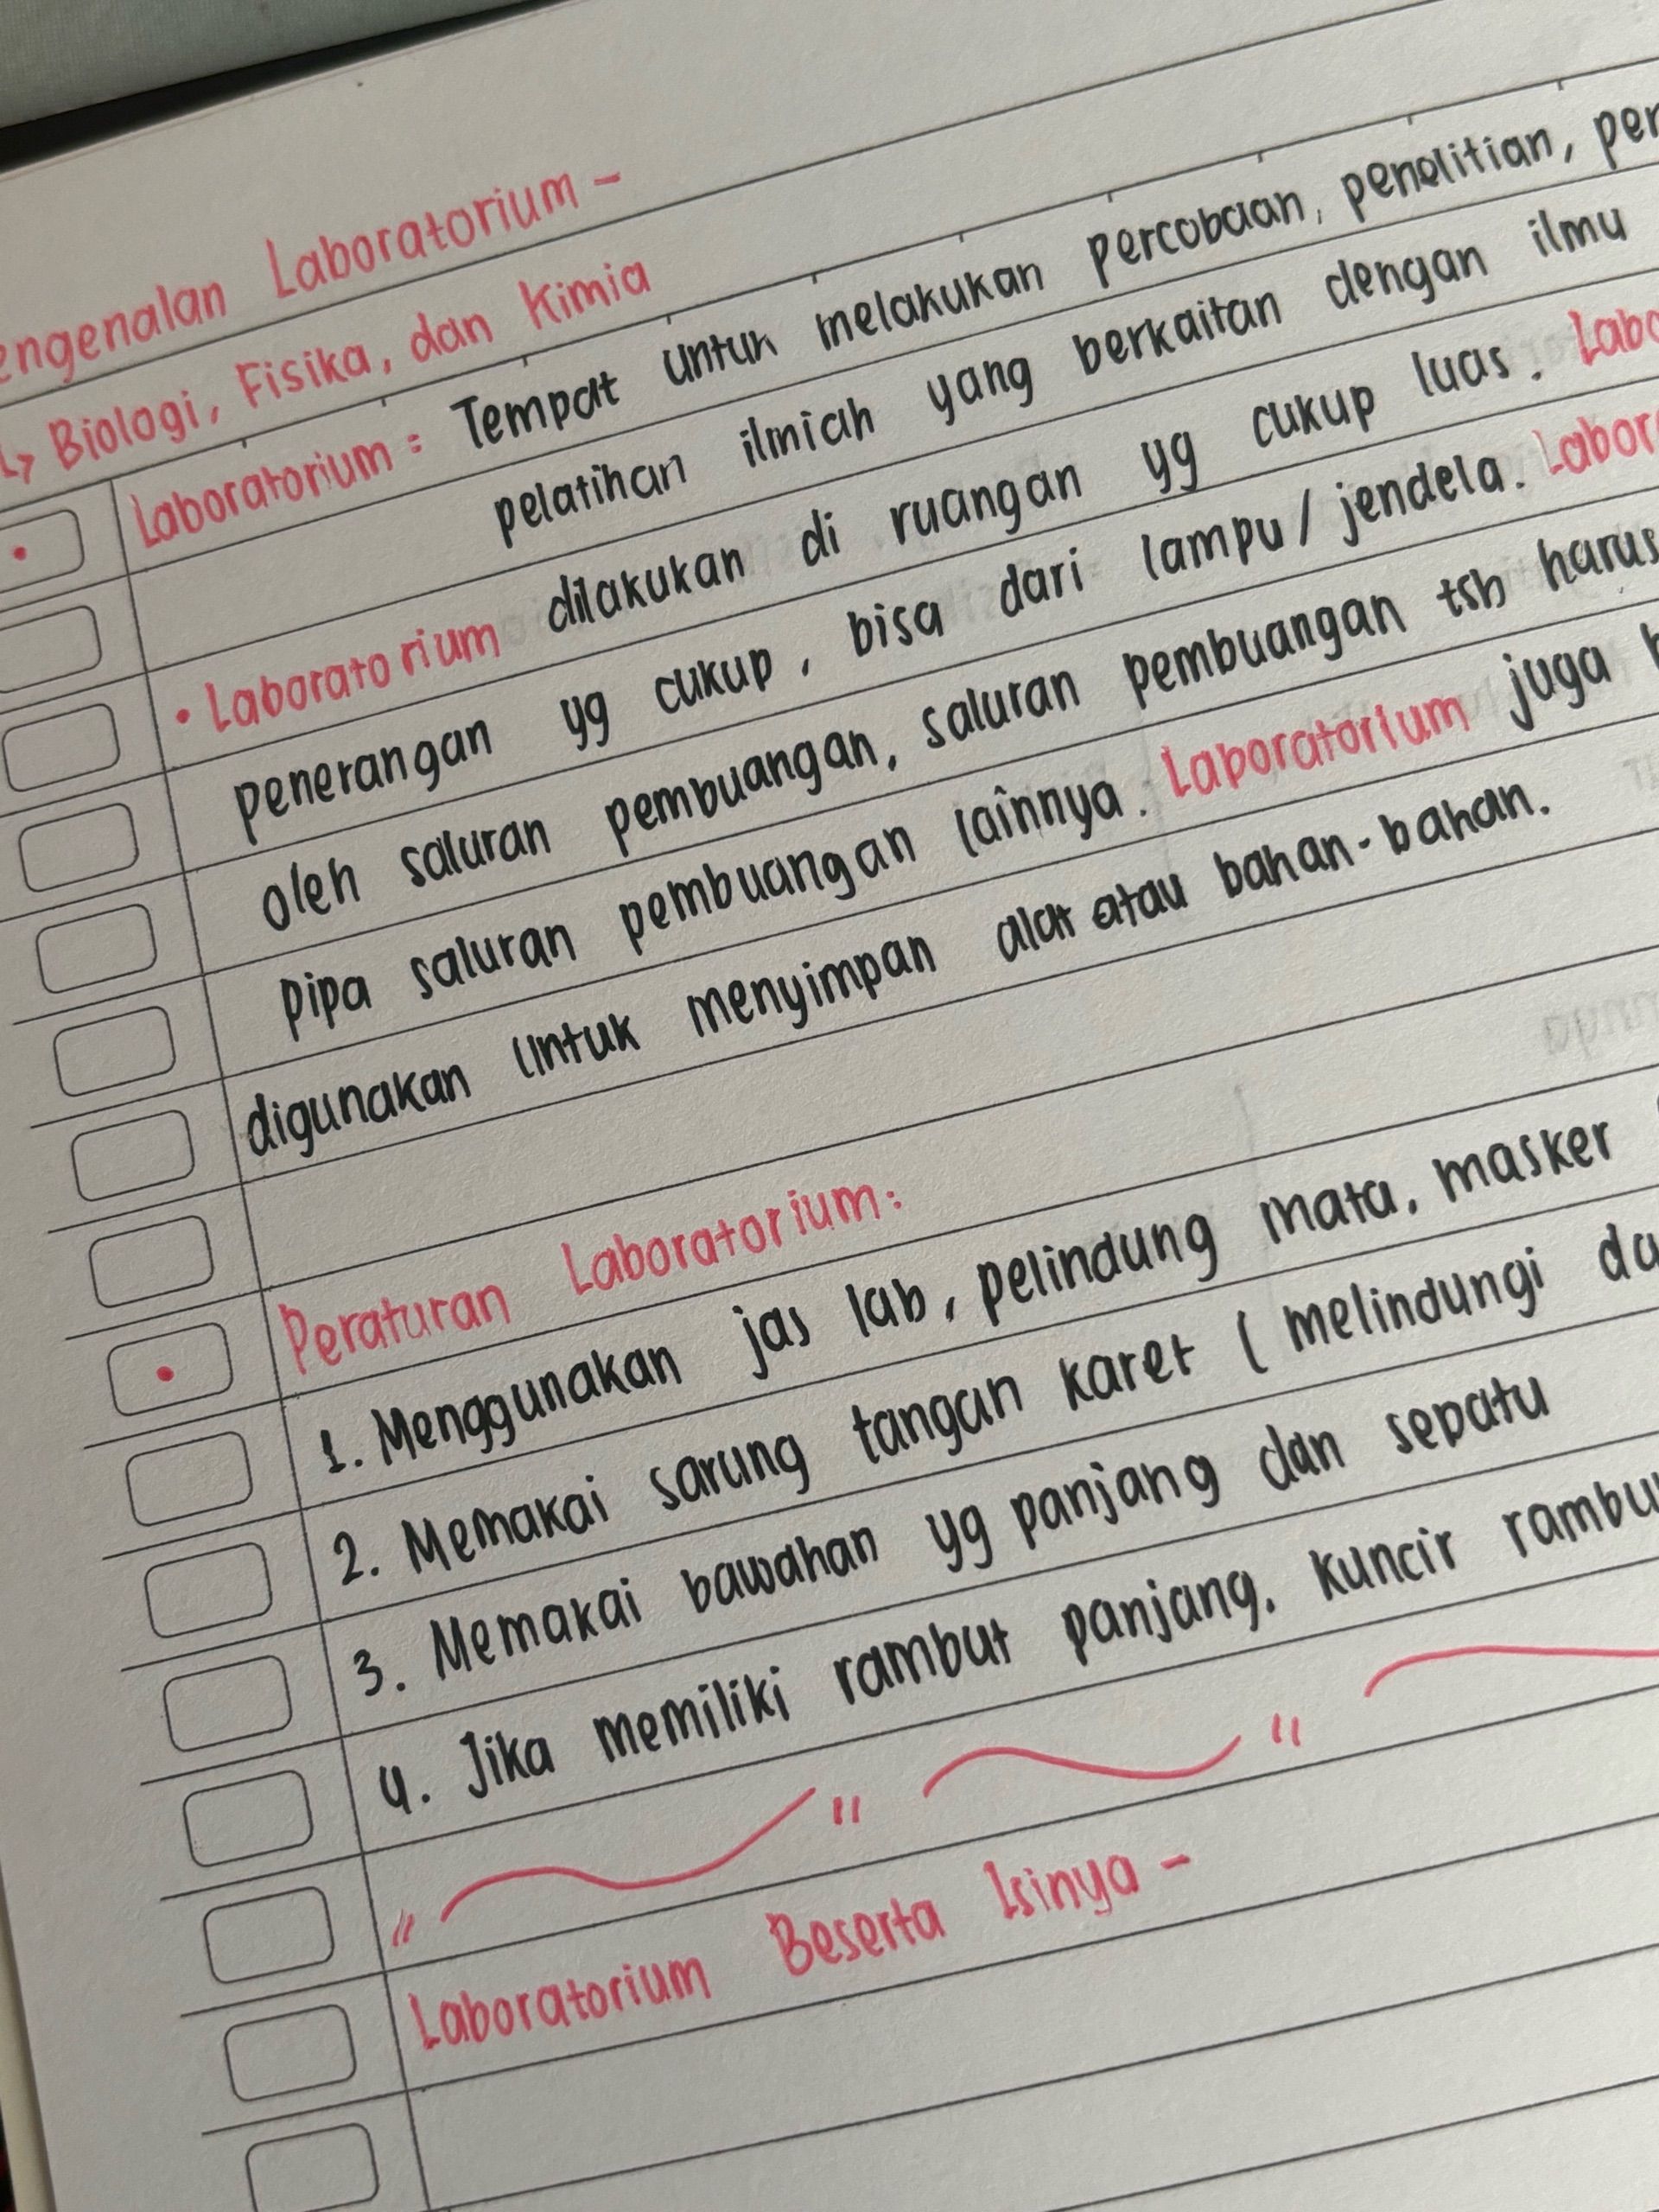 engenalan Laboratorium -
↳ Biologi, Fisika, dan Kimia
• Laboratorium = Tempat untuk melakukan percobaan, penelitian, per
pelatihan ilmiah yang berkaitan dengan ilmu
• Laboratorium dilakukan di ruangan yg cukup luas. Labo
penerangan yg cukup, bisa dari lampu / jendela. Labor
oleh saluran pembuangan, saluran pembuangan tsb harus
pipa saluran pembuangan lainnya. Laboratorium juga
digunakan untuk menyimpan alat atau bahan-bahan.
• Peraturan Laboratorium:
1. Menggunakan jas lab, pelindung mata, masker
2. Memakai sarung tangan karet ( melindungi da
3. Memakai bawahan yg panjang dan sepatu
4. Jika memiliki rambut panjang, kuncir rambu
Laboratorium Beserta Isinya -